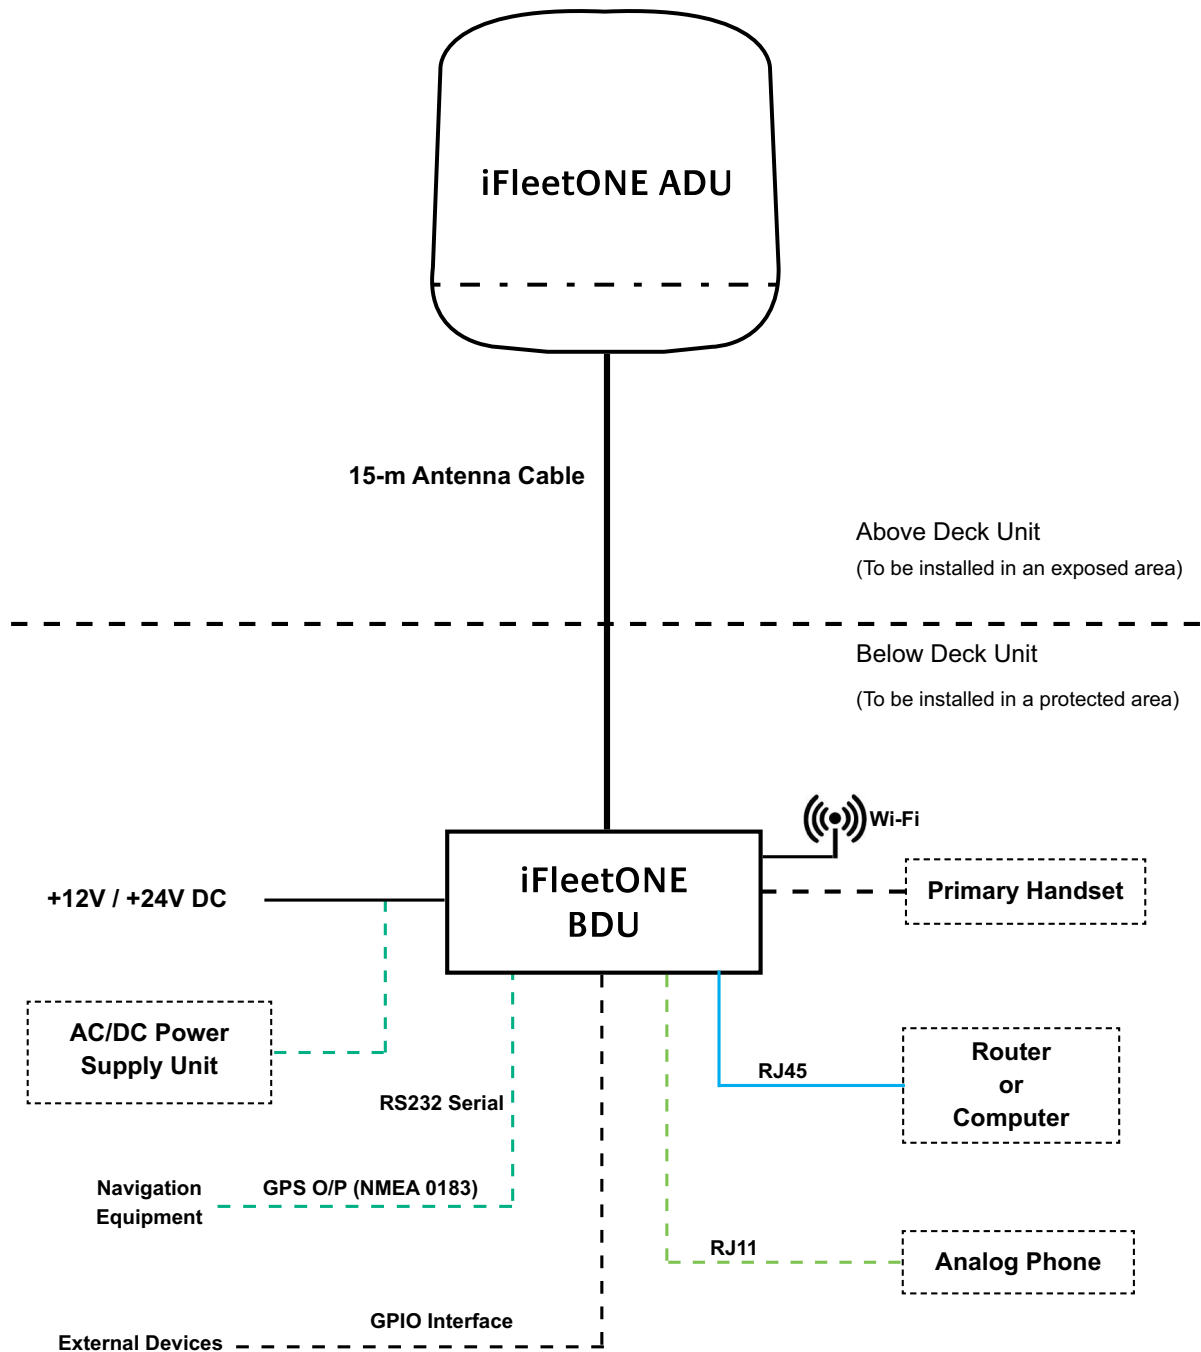 iFleetONE ADU
15-m Antenna Cable
Above Deck Unit
(To be installed in an exposed area)
Below Deck Unit
(To be installed in a protected area)
Wi-Fi
iFleetONE
BDU
+12V / +24V DC
Primary Handset
AC/DC Power
Supply Unit
Router
or
Computer
RJ45
RS232 Serial
Navigation
Equipment
GPS O/P (NMEA 0183)
RJ11
Analog Phone
GPIO Interface
External Devices